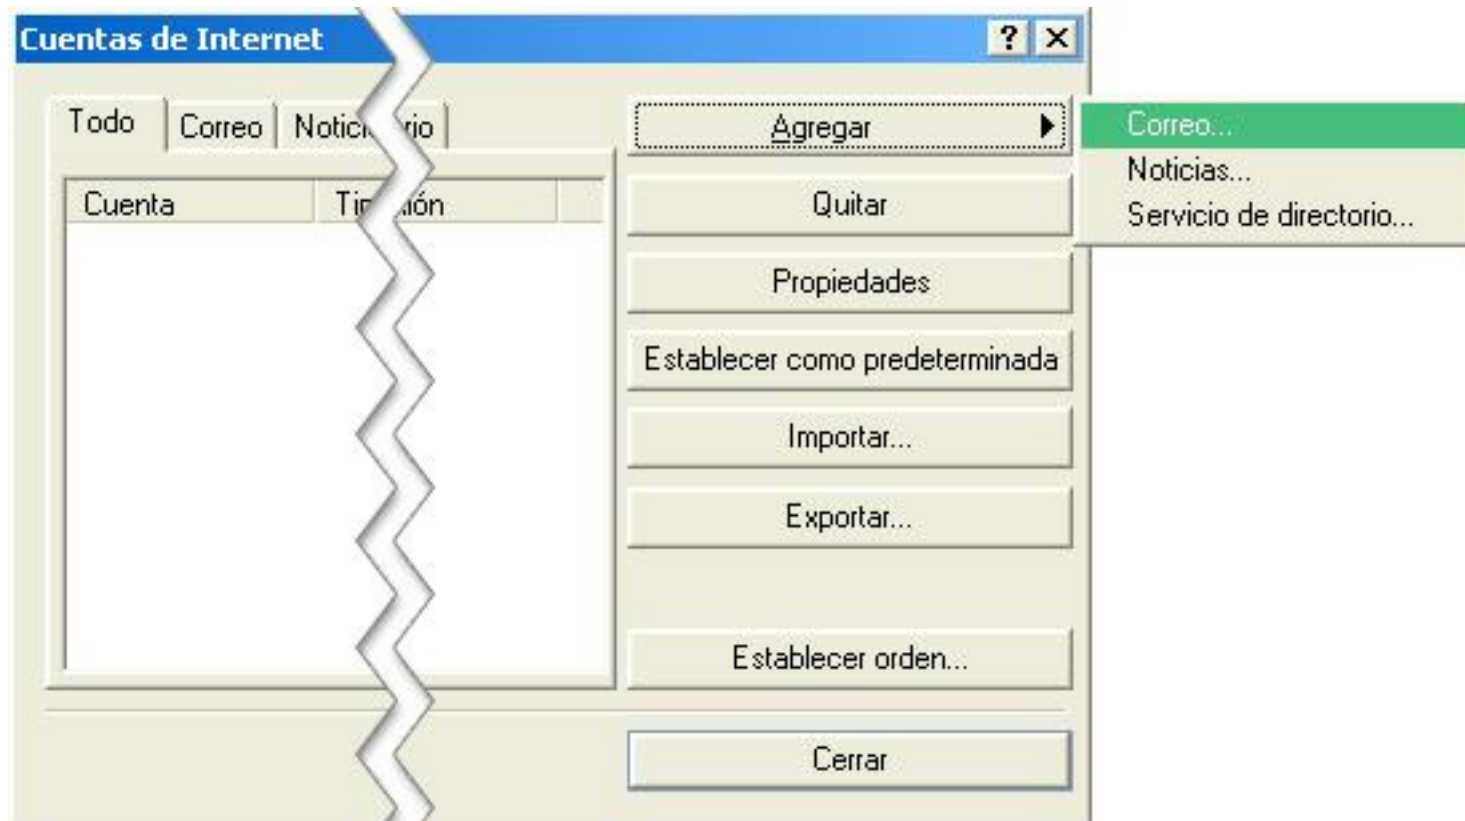 Cuentas de Internet
Todo Correo
Agregar
Correo...
Noticias...
Servicio de directorio...
Cuenta
Quitar
Propiedades
Establecer como predeterminada
Importar...
Exportar...
Establecer orden...
Cerrar